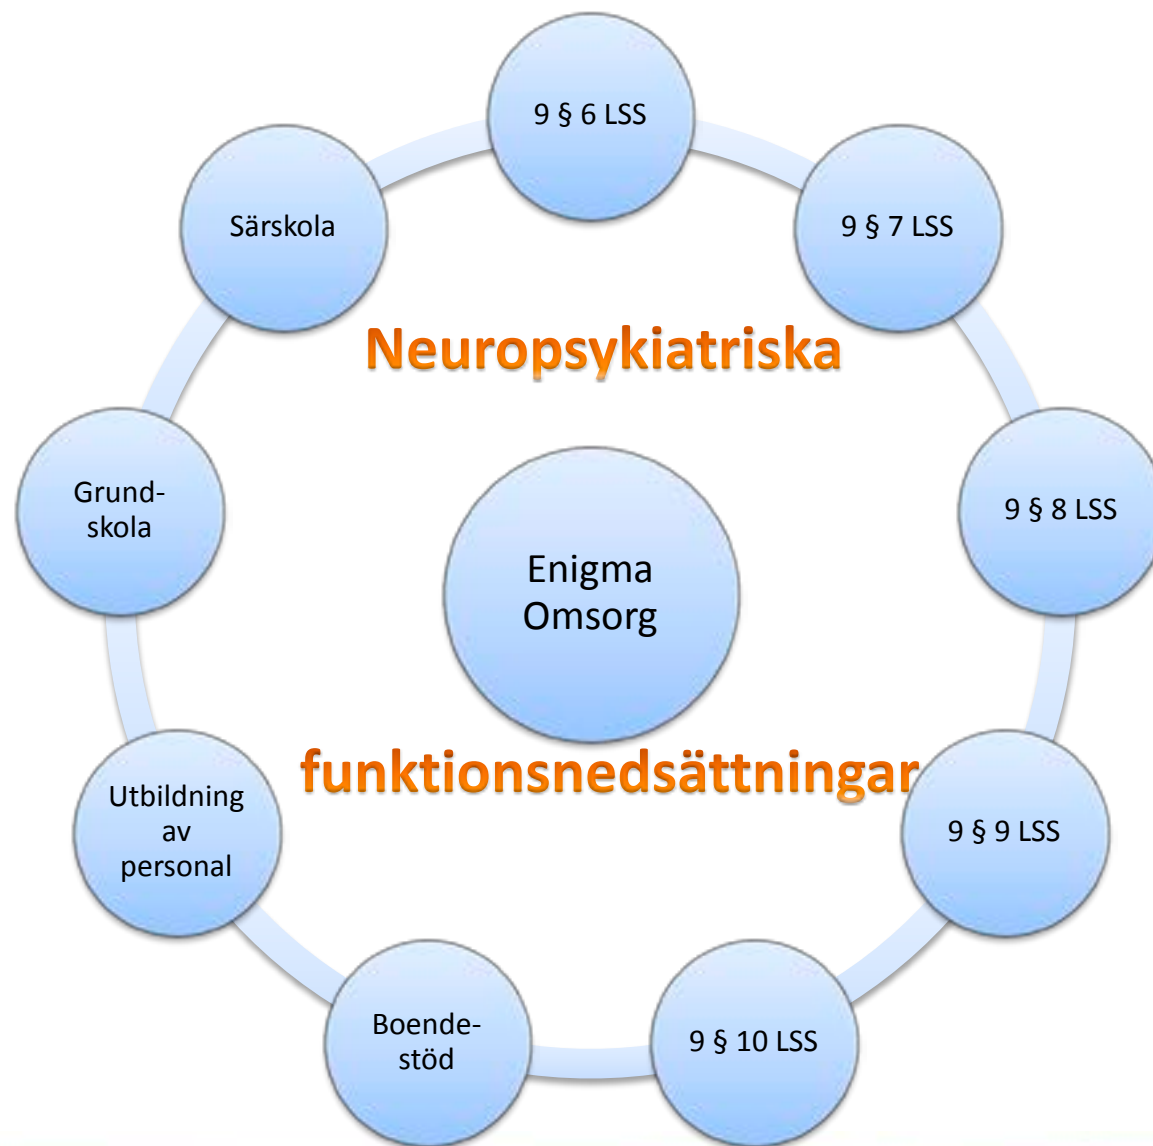 9 § 6 LSS
Särskola
9 § 7 LSS
Neuropsykiatriska
Grund-
skola
9 § 8 LSS
Enigma
Omsorg
funktionsnedsättningar
Utbildning
av
personal
9 § 9 LSS
Boende-
stöd
9 § 10 LSS